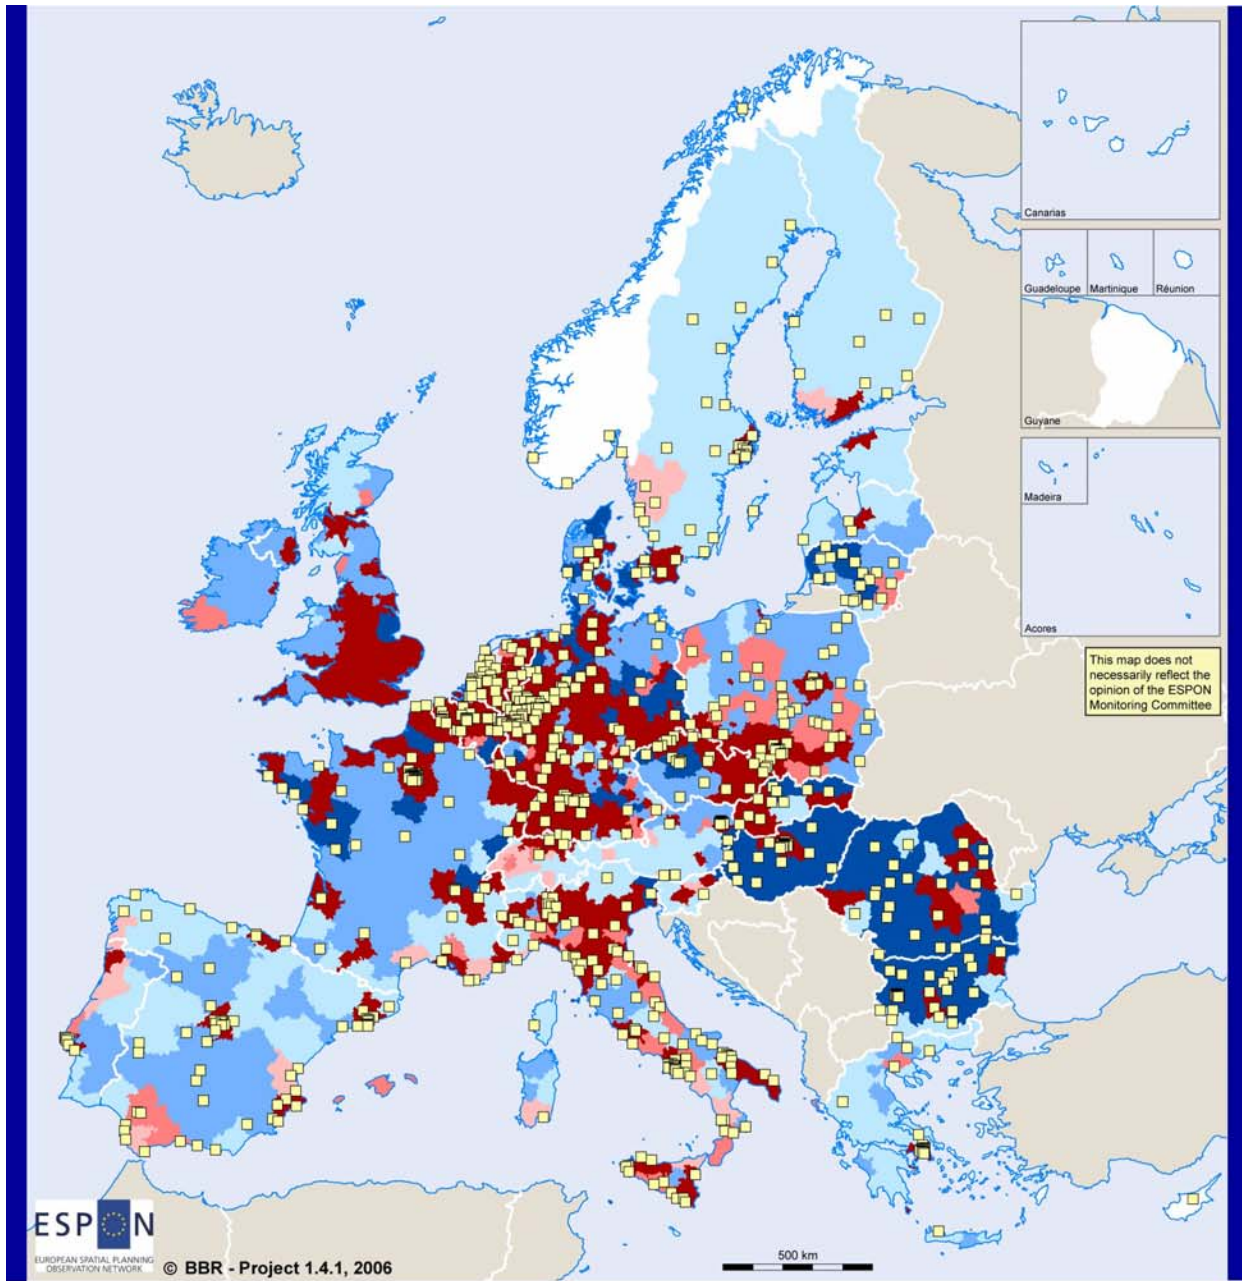 Canarias
Guadeloupe
Martinique
Réunion
Guyane
Madeira
Acores
This map does not
necessarily reflect the
opinion of the ESPON
Monitoring Committee
500 km
ESPON
EUROPEAN SPATIAL PLANNING
OBSERVATION NETWORK
© BBR - Project 1.4.1, 2006